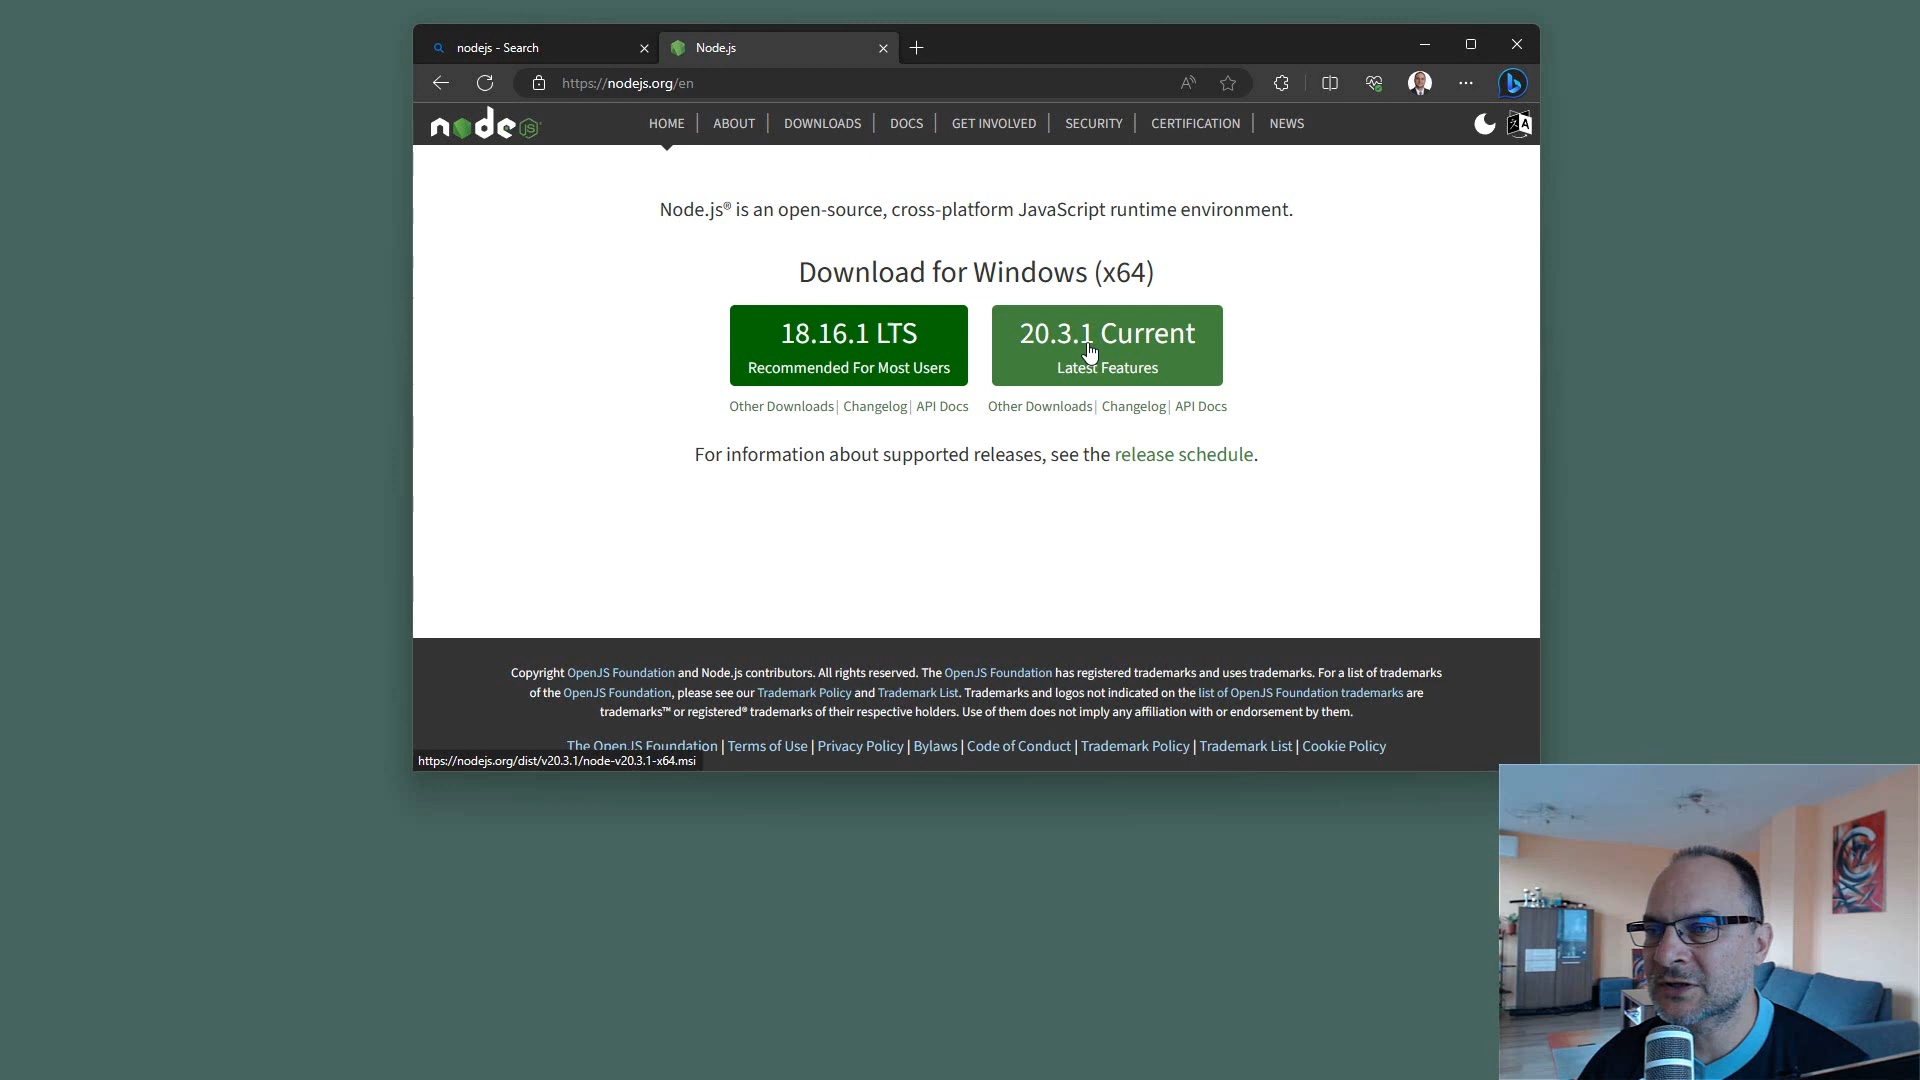 nodejs - Search
Node.js
https://nodejs.org/en
node JS
HOME
ABOUT
DOWNLOADS
DOCS
GET INVOLVED
SECURITY
CERTIFICATION
NEWS
Node.js® is an open-source, cross-platform JavaScript runtime environment.
Download for Windows (x64)
18.16.1 LTS
Recommended For Most Users
20.3.1 Current
Latest Features
Other Downloads | Changelog | API Docs
Other Downloads | Changelog | API Docs
For information about supported releases, see the release schedule.
Copyright OpenJS Foundation and Node.js contributors. All rights reserved. The OpenJS Foundation has registered trademarks and uses trademarks. For a list of trademarks
of the OpenJS Foundation, please see our Trademark Policy and Trademark List. Trademarks and logos not indicated on the list of OpenJS Foundation trademarks are
trademarks™ or registered® trademarks of their respective holders. Use of them does not imply any affiliation with or endorsement by them.
The OpenJS Foundation | Terms of Use | Privacy Policy | Bylaws | Code of Conduct | Trademark Policy | Trademark List | Cookie Policy
https://nodejs.org/dist/v20.3.1/node-v20.3.1-x64.msi